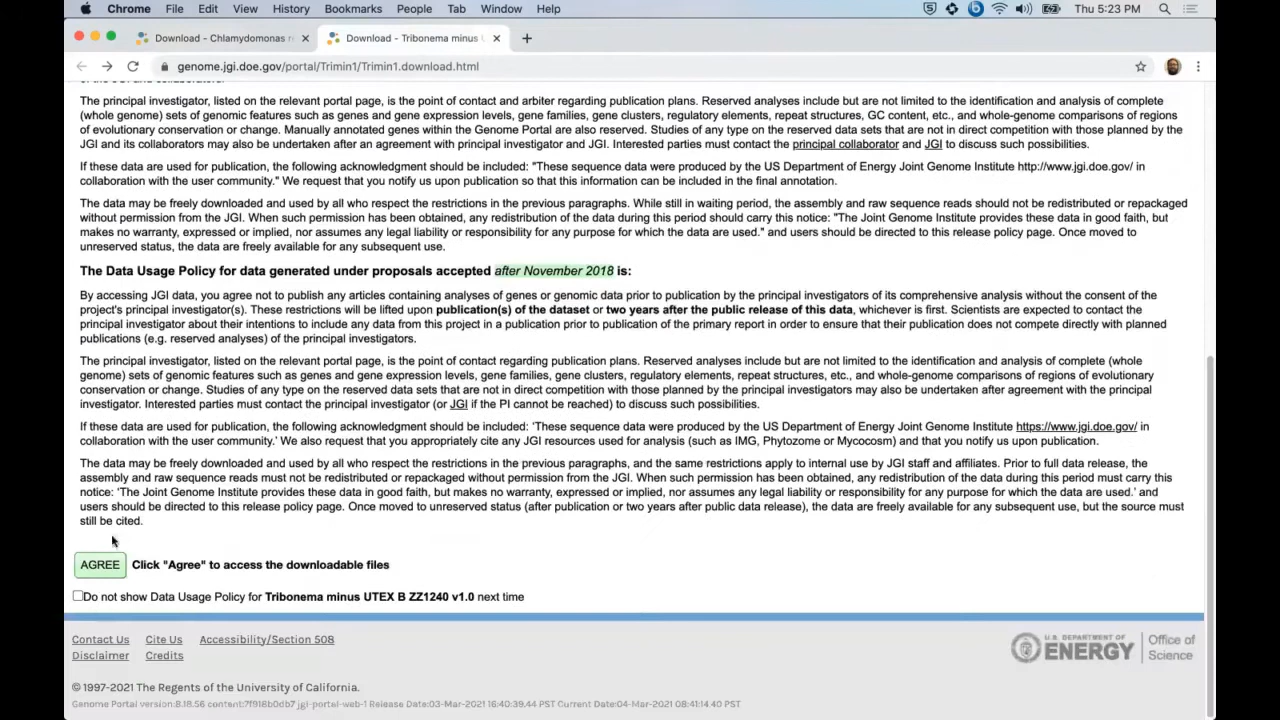 Chrome File Edit View History Bookmarks People Tab Window Help Thu 5:23 PM
Download - Chlamydomonas r Download - Tribonema minus U
genome.jgi.doe.gov/portal/Trimin1/Trimin1.download.html
The principal investigator, listed on the relevant portal page, is the point of contact and arbiter regarding publication plans. Reserved analyses include but are not limited to the identification and analysis of complete
(whole genome) sets of genomic features such as genes and gene expression levels, gene families, gene clusters, regulatory elements, repeat structures, GC content, etc., and whole-genome comparisons of regions
of evolutionary conservation or change. Manually annotated genes within the Genome Portal are also reserved. Studies of any type on the reserved data sets that are not in direct competition with those planned by the
JGI and its collaborators may also be undertaken after an agreement with principal investigator and JGI. Interested parties must contact the principal collaborator and JGI to discuss such possibilities.
If these data are used for publication, the following acknowledgment should be included: "These sequence data were produced by the US Department of Energy Joint Genome Institute http://www.jgi.doe.gov/ in
collaboration with the user community." We request that you notify us upon publication so that this information can be included in the final annotation.
The data may be freely downloaded and used by all who respect the restrictions in the previous paragraphs. While still in waiting period, the assembly and raw sequence reads should not be redistributed or repackaged
without permission from the JGI. When such permission has been obtained, any redistribution of the data during this period should carry this notice: "The Joint Genome Institute provides these data in good faith, but
makes no warranty, expressed or implied, nor assumes any legal liability or responsibility for any purpose for which the data are used." and users should be directed to this release policy page. Once moved to
unreserved status, the data are freely available for any subsequent use.
The Data Usage Policy for data generated under proposals accepted after November 2018 is:
By accessing JGI data, you agree not to publish any articles containing analyses of genes or genomic data prior to publication by the principal investigators of its comprehensive analysis without the consent of the
project's principal investigator(s). These restrictions will be lifted upon publication(s) of the dataset or two years after the public release of this data, whichever is first. Scientists are expected to contact the
principal investigator about their intentions to include any data from this project in a publication prior to publication of the primary report in order to ensure that their publication does not compete directly with planned
publications (e.g. reserved analyses) of the principal investigators.
The principal investigator, listed on the relevant portal page, is the point of contact regarding publication plans. Reserved analyses include but are not limited to the identification and analysis of complete (whole
genome) sets of genomic features such as genes and gene expression levels, gene families, gene clusters, regulatory elements, repeat structures, etc., and whole-genome comparisons of regions of evolutionary
conservation or change. Studies of any type on the reserved data sets that are not in direct competition with those planned by the principal investigators may also be undertaken after agreement with the principal
investigator. Interested parties must contact the principal investigator (or JGI if the PI cannot be reached) to discuss such possibilities.
If these data are used for publication, the following acknowledgment should be included: ‘These sequence data were produced by the US Department of Energy Joint Genome Institute https://www.jgi.doe.gov/ in
collaboration with the user community.’ We also request that you appropriately cite any JGI resources used for analysis (such as IMG, Phytozome or Mycocosm) and that you notify us upon publication.
The data may be freely downloaded and used by all who respect the restrictions in the previous paragraphs, and the same restrictions apply to internal use by JGI staff and affiliates. Prior to full data release, the
assembly and raw sequence reads must not be redistributed or repackaged without permission from the JGI. When such permission has been obtained, any redistribution of the data during this period must carry this
notice: ‘The Joint Genome Institute provides these data in good faith, but makes no warranty, expressed or implied, nor assumes any legal liability or responsibility for any purpose for which the data are used.’ and
users should be directed to this release policy page. Once moved to unreserved status (after publication or two years after public data release), the data are freely available for any subsequent use, but the source must
still be cited.
AGREE Click "Agree" to access the downloadable files
Do not show Data Usage Policy for Tribonema minus UTEX B ZZ1240 v1.0 next time
Contact Us Cite Us Accessibility/Section 508
Disclaimer Credits
U.S. DEPARTMENT OF
ENERGY
Office of
Science
© 1997-2021 The Regents of the University of California.
Genome Portal version:8.18.56 content:7f918b0db7 jgi-portal-web-1 Release Date:03-Mar-2021 16:40:39.44 PST Current Date:04-Mar-2021 08:41:14.40 PST